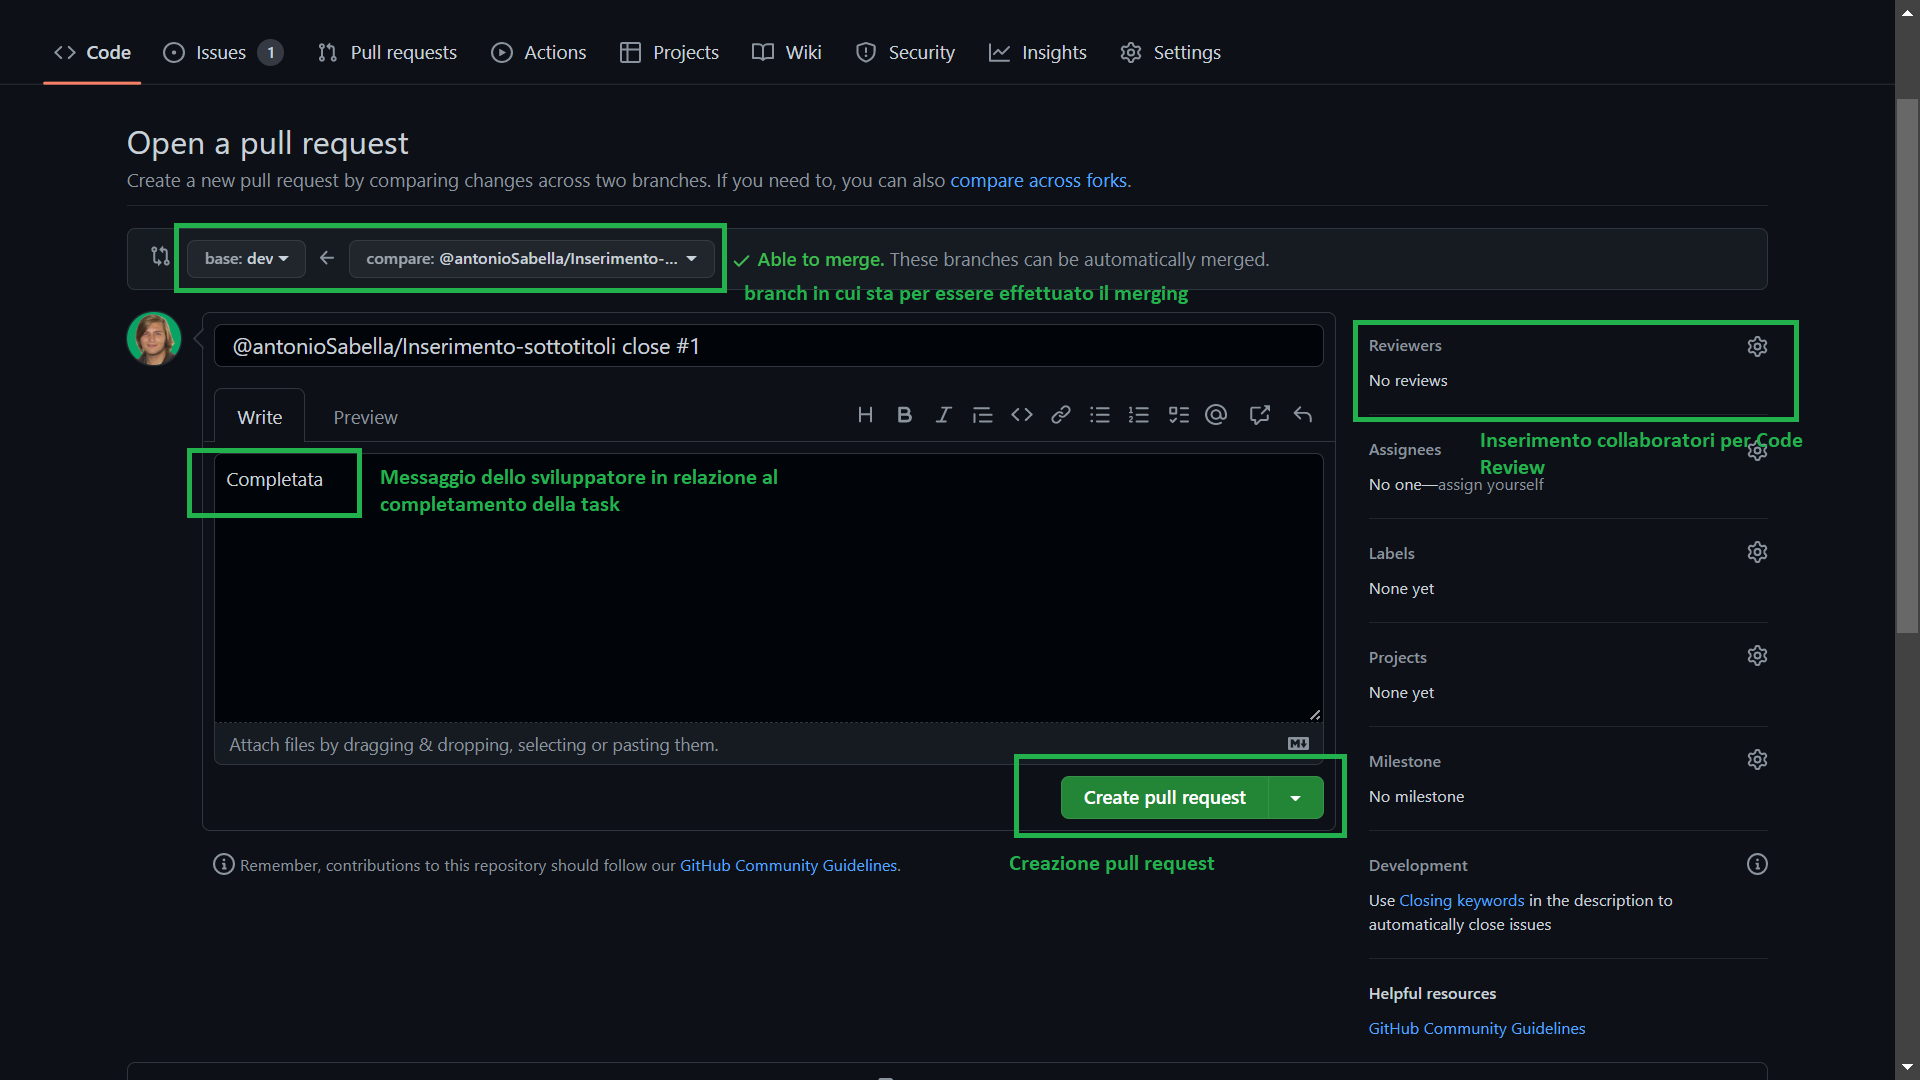 Code
Issues 1
Pull requests
Actions
Projects
Wiki
Security
Insights
Settings
Open a pull request
Create a new pull request by comparing changes across two branches. If you need to, you can also compare across forks.
base: dev
compare: @antonioSabella/Inserimento-...
Able to merge. These branches can be automatically merged.
branch in cui sta per essere effettuato il merging
@antonioSabella/Inserimento-sottotitoli close #1
Write
Preview
Completata
Messaggio dello sviluppatore in relazione al
completamento della task
Attach files by dragging & dropping, selecting or pasting them.
Create pull request
Creazione pull request
Remember, contributions to this repository should follow our GitHub Community Guidelines.
Reviewers
No reviews
Inserimento collaboratori per Code
Review
Assignees
No one—assign yourself
Labels
None yet
Projects
None yet
Milestone
No milestone
Development
Use Closing keywords in the description to
automatically close issues
Helpful resources
GitHub Community Guidelines